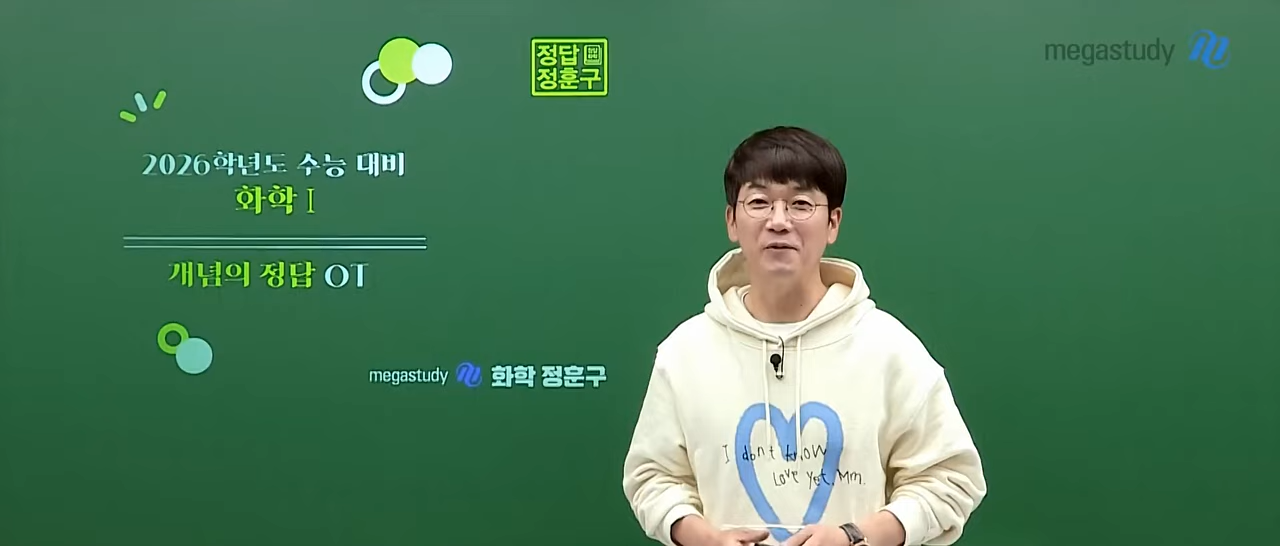 정답
정훈구
megastudy
2026학년도 수능 대비
화학 I
개념의 정답 OT
megastudy 화학 정훈구
I don't know
Love yet. Mm.